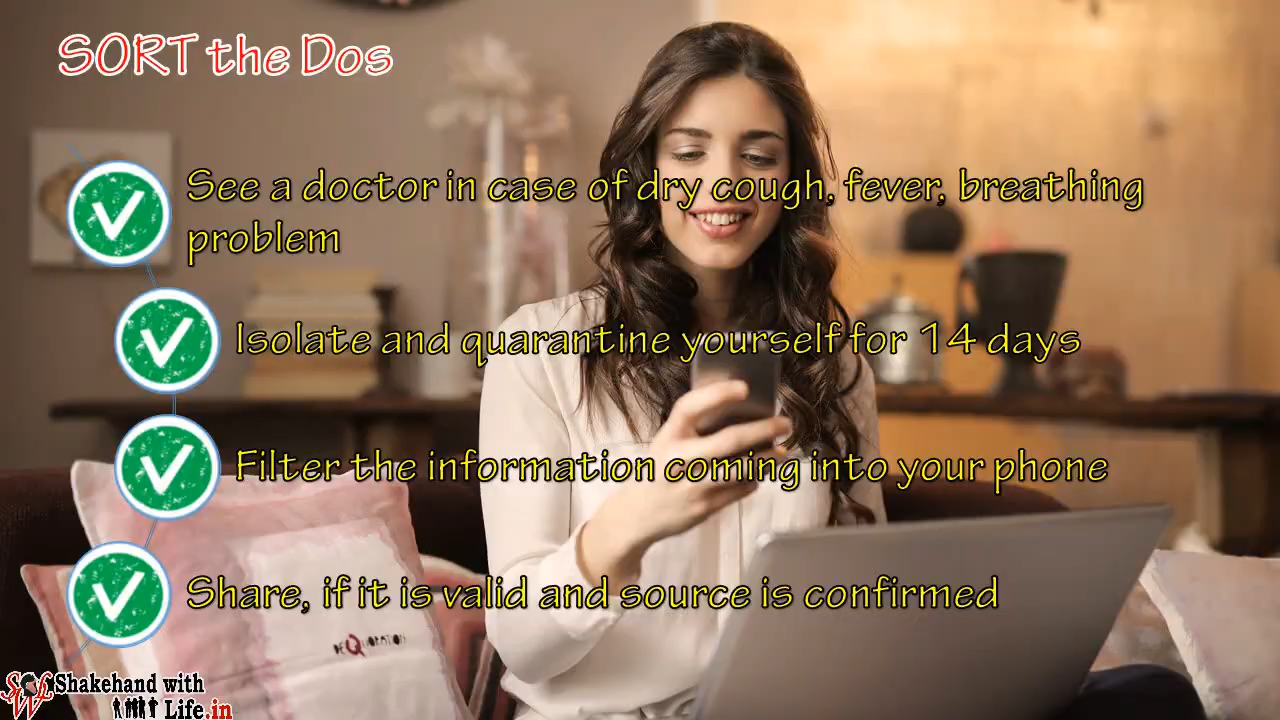 SORT the Dos
See a doctor in case of dry cough, fever, breathing
problem
Isolate and quarantine yourself for 14 days
Filter the information coming into your phone
Share, if it is valid and source is confirmed
Shakehand with
Life.in